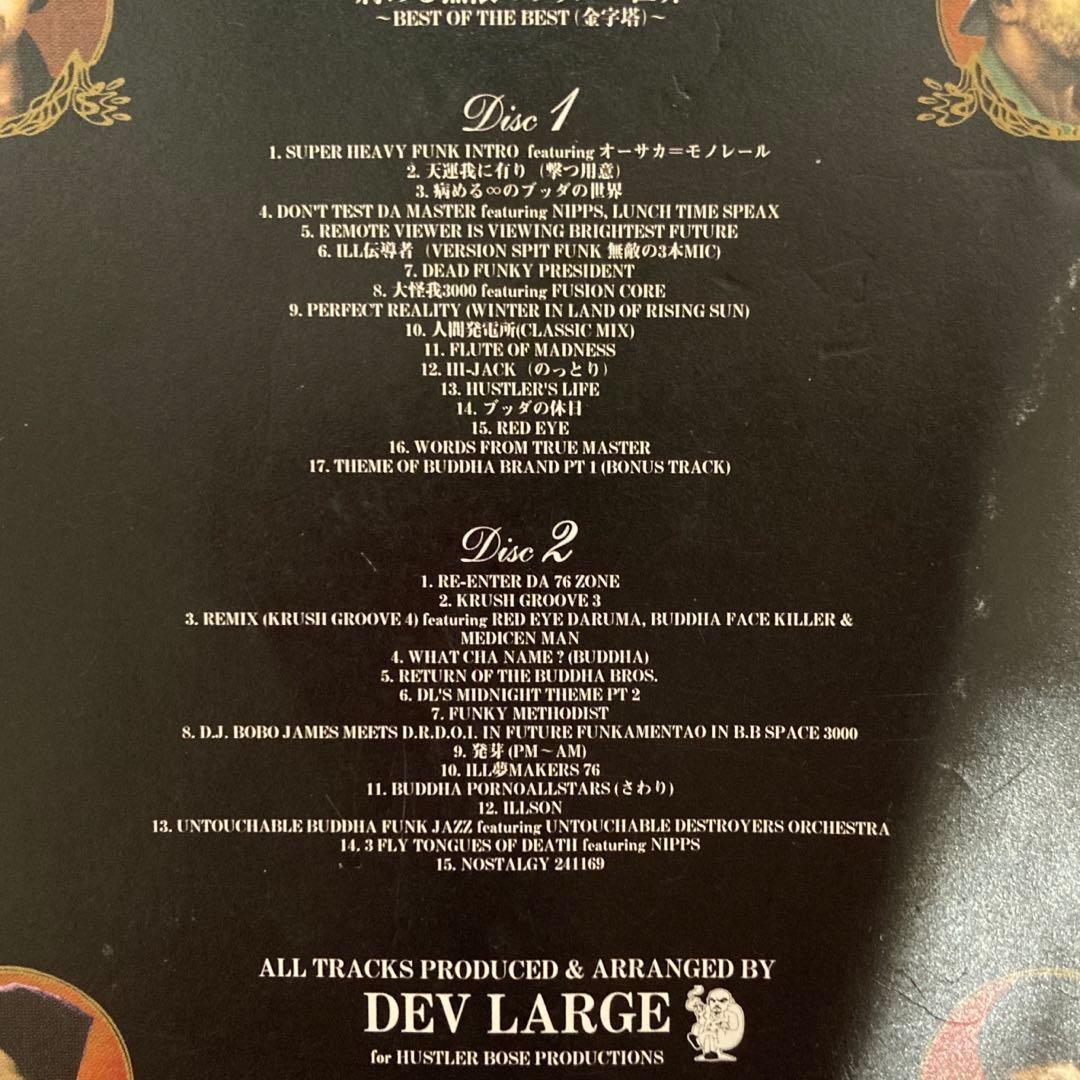 ~BEST OF THE BEST (金字塔)~
Disc 1
1. SUPER HEAVY FUNK INTRO featuring オーサカ=モノレール
2. 天運我に有り (撃つ用意)
3. 病める∞のブッダの世界
4. DON'T TEST DA MASTER featuring NIPPS, LUNCH TIME SPEAX
5. REMOTE VIEWER IS VIEWING BRIGHTEST FUTURE
6. ILL伝導者 (VERSION SPIT FUNK 無敵の3本MIC)
7. DEAD FUNKY PRESIDENT
8. 大怪我3000 featuring FUSION CORE
9. PERFECT REALITY (WINTER IN LAND OF RISING SUN)
10. 人間発電所(CLASSIC MIX)
11. FLUTE OF MADNESS
12. HI-JACK (のっとり)
13. HUSTLER'S LIFE
14. ブッダの休日
15. RED EYE
16. WORDS FROM TRUE MASTER
17. THEME OF BUDDHA BRAND PT 1 (BONUS TRACK)
Disc 2
1. RE-ENTER DA 76 ZONE
2. KRUSH GROOVE 3
3. REMIX (KRUSH GROOVE 4) featuring RED EYE DARUMA, BUDDHA FACE KILLER &
MEDICEN MAN
4. WHAT CHA NAME ? (BUDDHA)
5. RETURN OF THE BUDDHA BROS.
6. DL'S MIDNIGHT THEME PT 2
7. FUNKY METHODIST
8. D.J. BOBO JAMES MEETS D.R.D.O.I. IN FUTURE FUNKAMENTAO IN B.B SPACE 3000
9. 発芽 (PM~AM)
10. ILL夢MAKERS 76
11. BUDDHA PORNOALLSTARS (さわり)
12. ILLSON
13. UNTOUCHABLE BUDDHA FUNK JAZZ featuring UNTOUCHABLE DESTROYERS ORCHESTRA
14. 3 FLY TONGUES OF DEATH featuring NIPPS
15. NOSTALGY 241169
ALL TRACKS PRODUCED & ARRANGED BY
DEV LARGE
for HUSTLER BOSE PRODUCTIONS